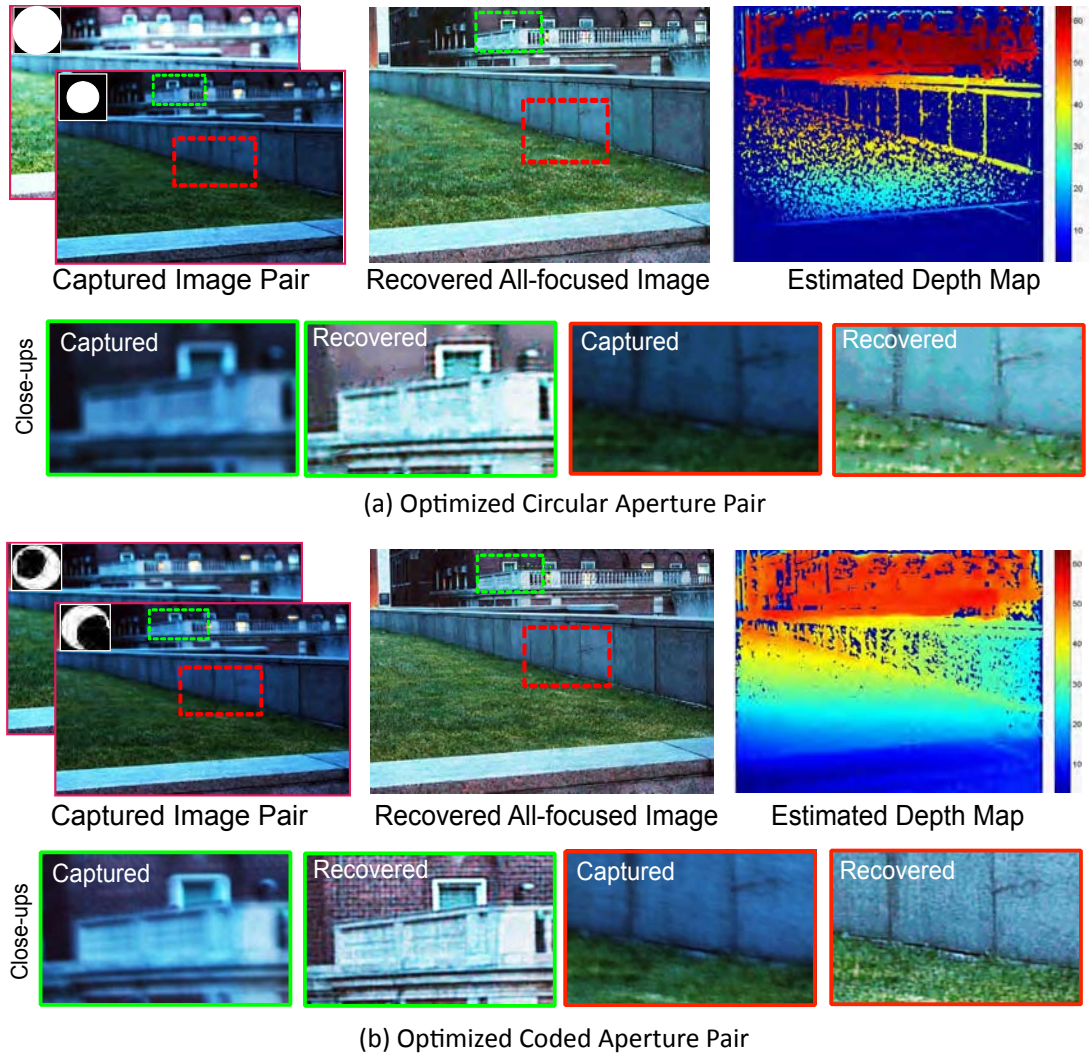 60
50
40
30
20
10
Captured Image Pair
Recovered All-focused Image
Estimated Depth Map
Close-ups
Captured
Recovered
Captured
Recovered
(a) Optimized Circular Aperture Pair
60
50
40
30
20
10
Captured Image Pair
Recovered All-focused Image
Estimated Depth Map
Close-ups
Captured
Recovered
Captured
Recovered
(b) Optimized Coded Aperture Pair